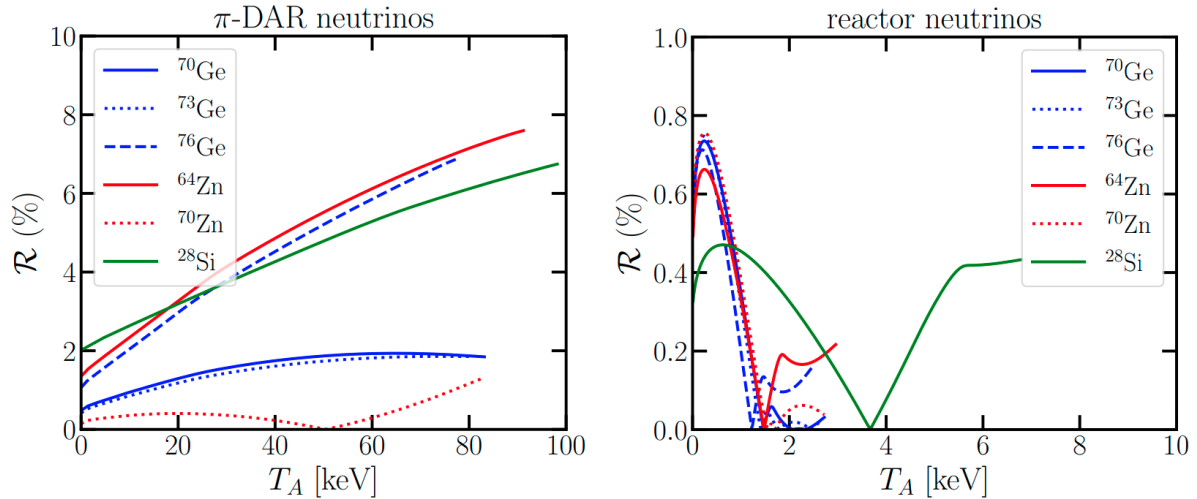 π-DAR neutrinos
10
8
6
4
2
0
ℛ (%)
⁷⁰Ge
⁷³Ge
⁷⁶Ge
⁶⁴Zn
⁷⁰Zn
²⁸Si
0 20 40 60 80 100
T_A [keV]
reactor neutrinos
1.0
0.8
0.6
0.4
0.2
0.0
ℛ (%)
⁷⁰Ge
⁷³Ge
⁷⁶Ge
⁶⁴Zn
⁷⁰Zn
²⁸Si
0 2 4 6 8 10
T_A [keV]